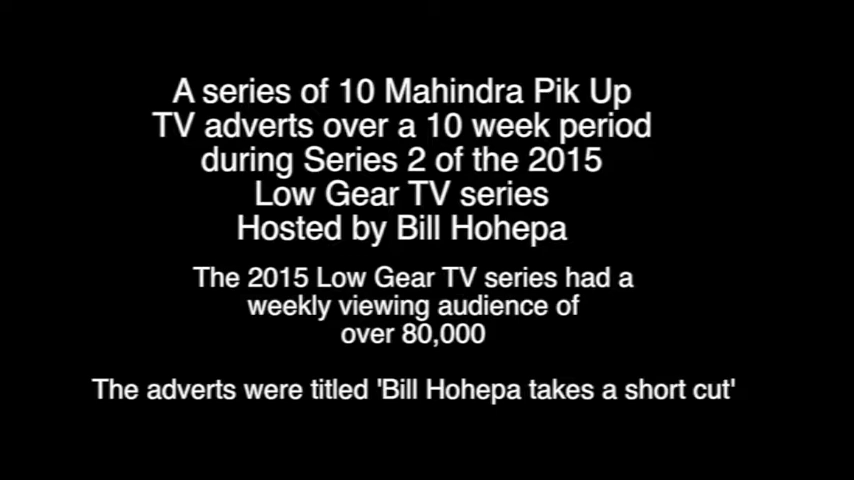 A series of 10 Mahindra Pik Up
TV adverts over a 10 week period
during Series 2 of the 2015
Low Gear TV series
Hosted by Bill Hohepa
The 2015 Low Gear TV series had a
weekly viewing audience of
over 80,000
The adverts were titled 'Bill Hohepa takes a short cut'